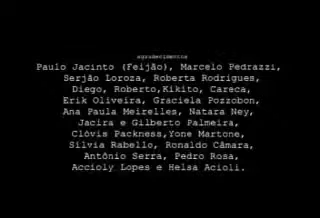 agradecimentos
Paulo Jacinto (Feijão), Marcelo Pedrazzi,
Serjão Loroza, Roberta Rodrigues,
Diego, Roberto,Kikito, Careca,
Erik Oliveira, Graciela Pozzobon,
Ana Paula Meirelles, Natara Ney,
Jacira e Gilberto Palmeira,
Clóvis Packness,Yone Martone,
Silvia Rabello, Ronaldo Câmara,
Antônio Serra, Pedro Rosa,
Accioly Lopes e Helsa Acioli.